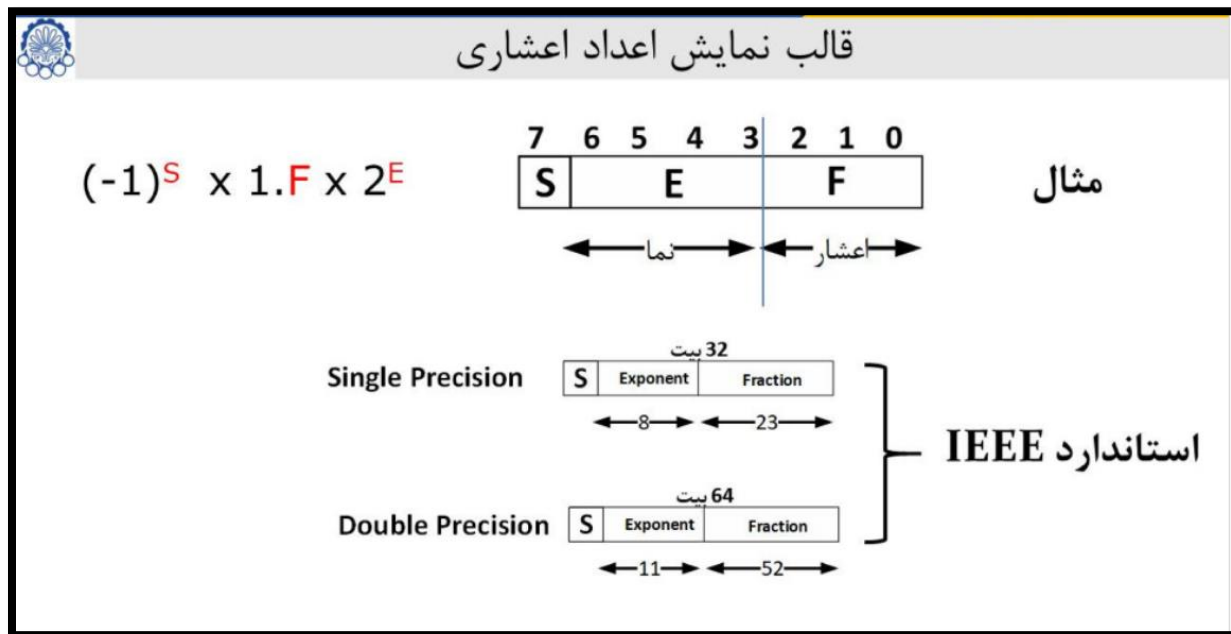 قالب نمایش اعداد اعشاری
7 6 5 4 3 2 1 0
(-1)^S x 1.F x 2^E
S E F
مثال
نما
اعشار
32 بیت
Single Precision
S Exponent Fraction
8 23
استاندارد IEEE
64 بیت
Double Precision
S Exponent Fraction
11 52